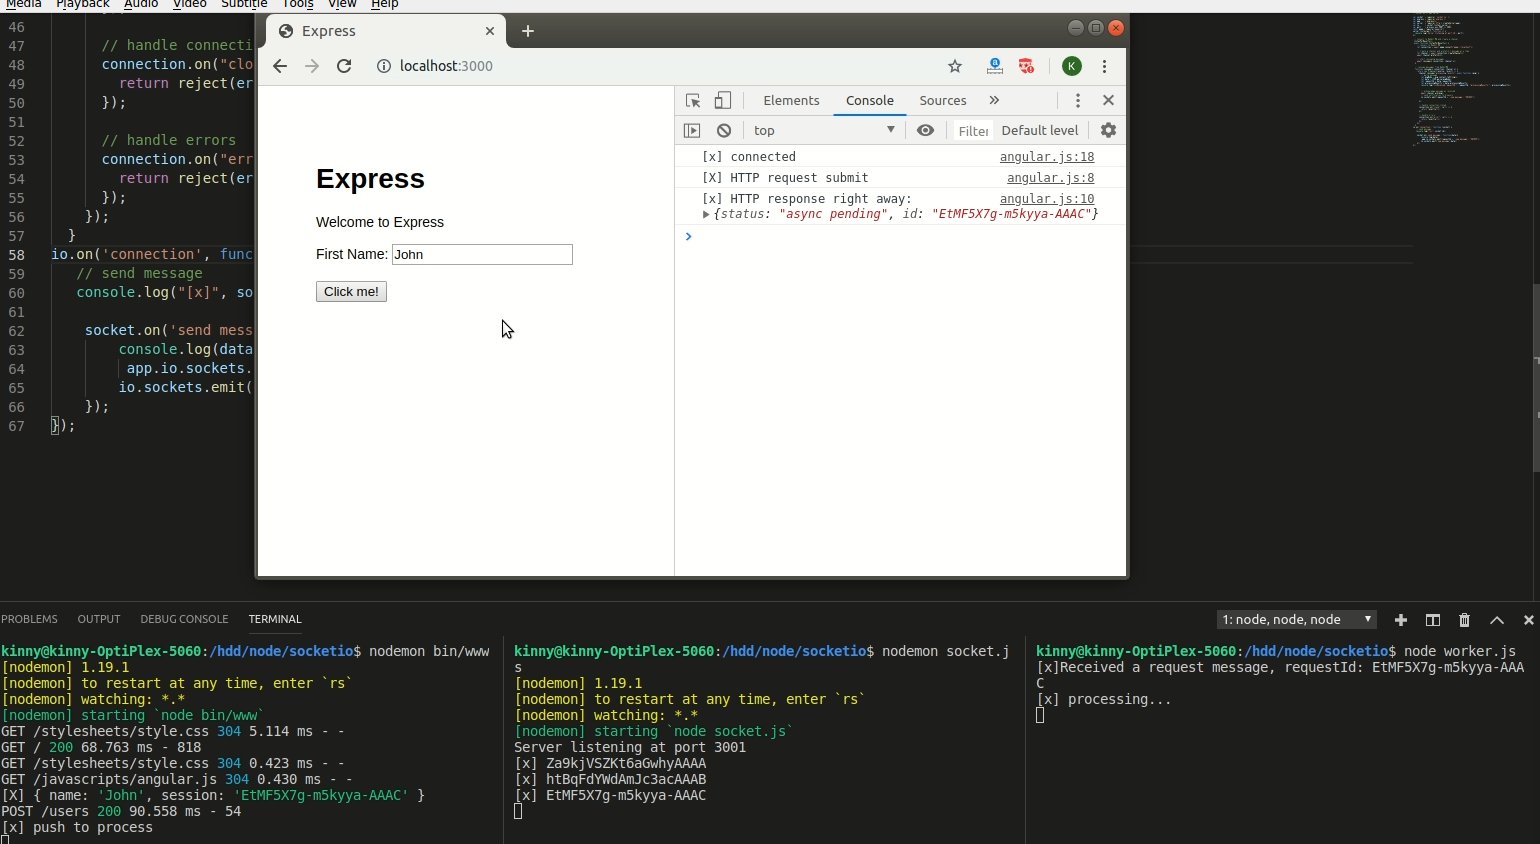 Media Playback Audio Video Subtitle Tools View Help
Express
localhost:3000
K
46
47 // handle connecti
48 connection.on("clo
49 return reject(er
50 });
51
52 // handle errors
53 connection.on("err
54 return reject(er
55 });
56 });
57 }
58 io.on('connection', func
59 // send message
60 console.log("[x]", so
61
62 socket.on('send mess
63 console.log(data
64 app.io.sockets.
65 io.sockets.emit(
66 });
67 });
Express
Welcome to Express
First Name: John
Click me!
Elements Console Sources »
top Filter Default level
[x] connected angular.js:18
[X] HTTP request submit angular.js:8
[x] HTTP response right away: angular.js:10
{status: "async pending", id: "EtMF5X7g-m5kyya-AAAC"}
PROBLEMS OUTPUT DEBUG CONSOLE TERMINAL 1: node, node, node
kinny@kinny-OptiPlex-5060:/hdd/node/socketio$ nodemon bin/www
[nodemon] 1.19.1
[nodemon] to restart at any time, enter `rs`
[nodemon] watching: *.*
[nodemon] starting `node bin/www`
GET /stylesheets/style.css 304 5.114 ms - -
GET / 200 68.763 ms - 818
GET /stylesheets/style.css 304 0.423 ms - -
GET /javascripts/angular.js 304 0.430 ms - -
[X] { name: 'John', session: 'EtMF5X7g-m5kyya-AAAC' }
POST /users 200 90.558 ms - 54
[x] push to process
kinny@kinny-OptiPlex-5060:/hdd/node/socketio$ nodemon socket.j
s
[nodemon] 1.19.1
[nodemon] to restart at any time, enter `rs`
[nodemon] watching: *.*
[nodemon] starting `node socket.js`
Server listening at port 3001
[x] Za9kjVSZKt6aGwhyAAAA
[x] htBqFdYWdAmJc3acAAAB
[x] EtMF5X7g-m5kyya-AAAC
kinny@kinny-OptiPlex-5060:/hdd/node/socketio$ node worker.js
[x]Received a request message, requestId: EtMF5X7g-m5kyya-AAA
C
[x] processing...